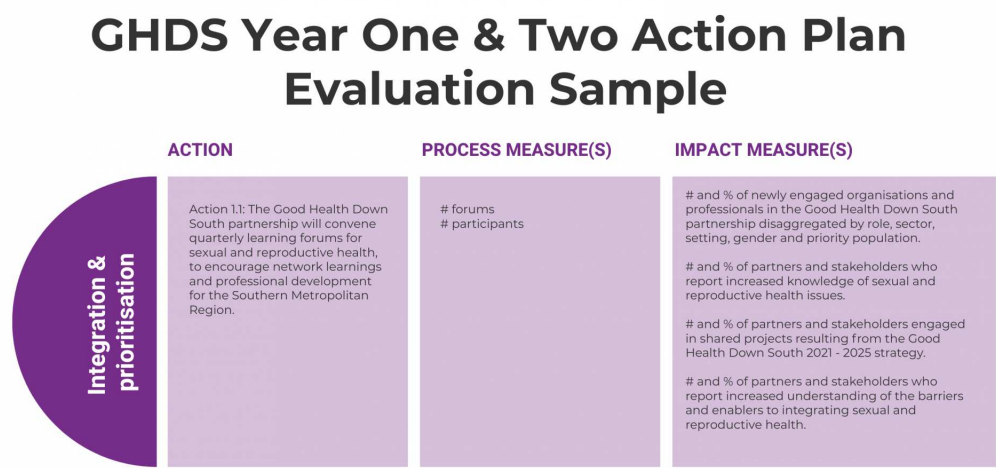 GHDS Year One & Two Action Plan
Evaluation Sample
ACTION
PROCESS MEASURE(S)
IMPACT MEASURE(S)
Integration &
prioritisation
Action 1.1: The Good Health Down
South partnership will convene
quarterly learning forums for
sexual and reproductive health,
to encourage network learnings
and professional development
for the Southern Metropolitan
Region.
# forums
# participants
# and % of newly engaged organisations and
professionals in the Good Health Down South
partnership disaggregated by role, sector,
setting, gender and priority population.
# and % of partners and stakeholders who
report increased knowledge of sexual and
reproductive health issues.
# and % of partners and stakeholders engaged
in shared projects resulting from the Good
Health Down South 2021 - 2025 strategy.
# and % of partners and stakeholders who
report increased understanding of the barriers
and enablers to integrating sexual and
reproductive health.